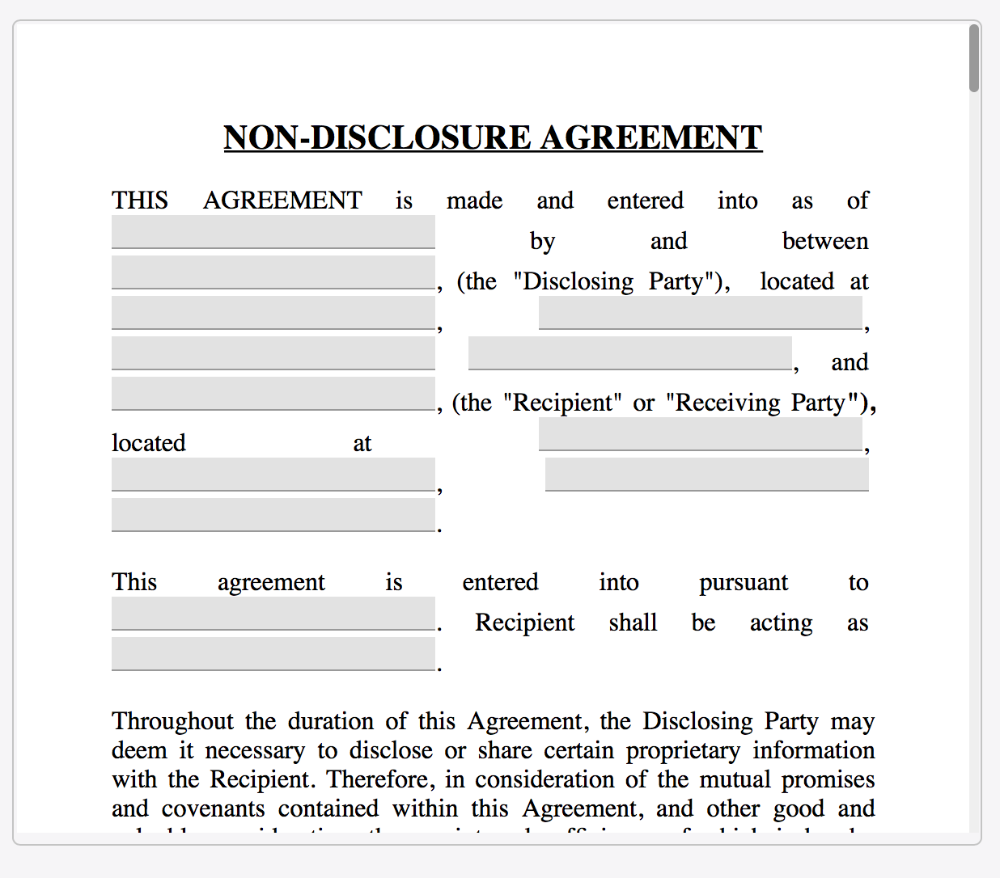 NON-DISCLOSURE AGREEMENT
THIS AGREEMENT is made and entered into as of
by and between
, (the "Disclosing Party"), located at
, ,
, and
, (the "Recipient" or "Receiving Party"),
located at ,
,
.
This agreement is entered into pursuant to
. Recipient shall be acting as
.
Throughout the duration of this Agreement, the Disclosing Party may
deem it necessary to disclose or share certain proprietary information
with the Recipient. Therefore, in consideration of the mutual promises
and covenants contained within this Agreement, and other good and